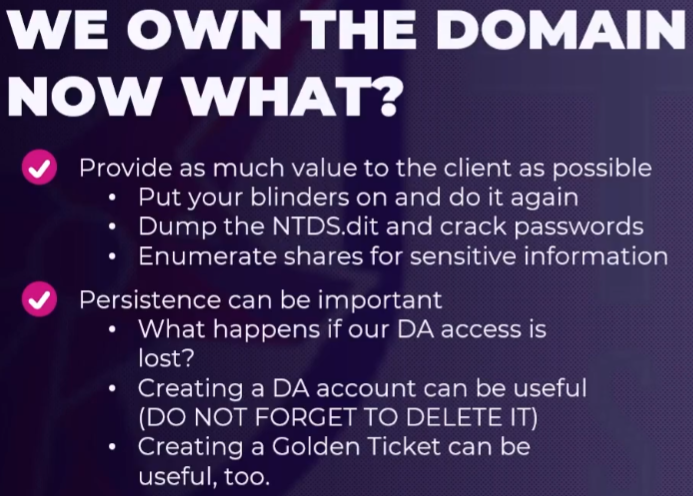 WE OWN THE DOMAIN
NOW WHAT?
Provide as much value to the client as possible
• Put your blinders on and do it again
• Dump the NTDS.dit and crack passwords
• Enumerate shares for sensitive information
Persistence can be important
• What happens if our DA access is
lost?
• Creating a DA account can be useful
(DO NOT FORGET TO DELETE IT)
• Creating a Golden Ticket can be
useful, too.